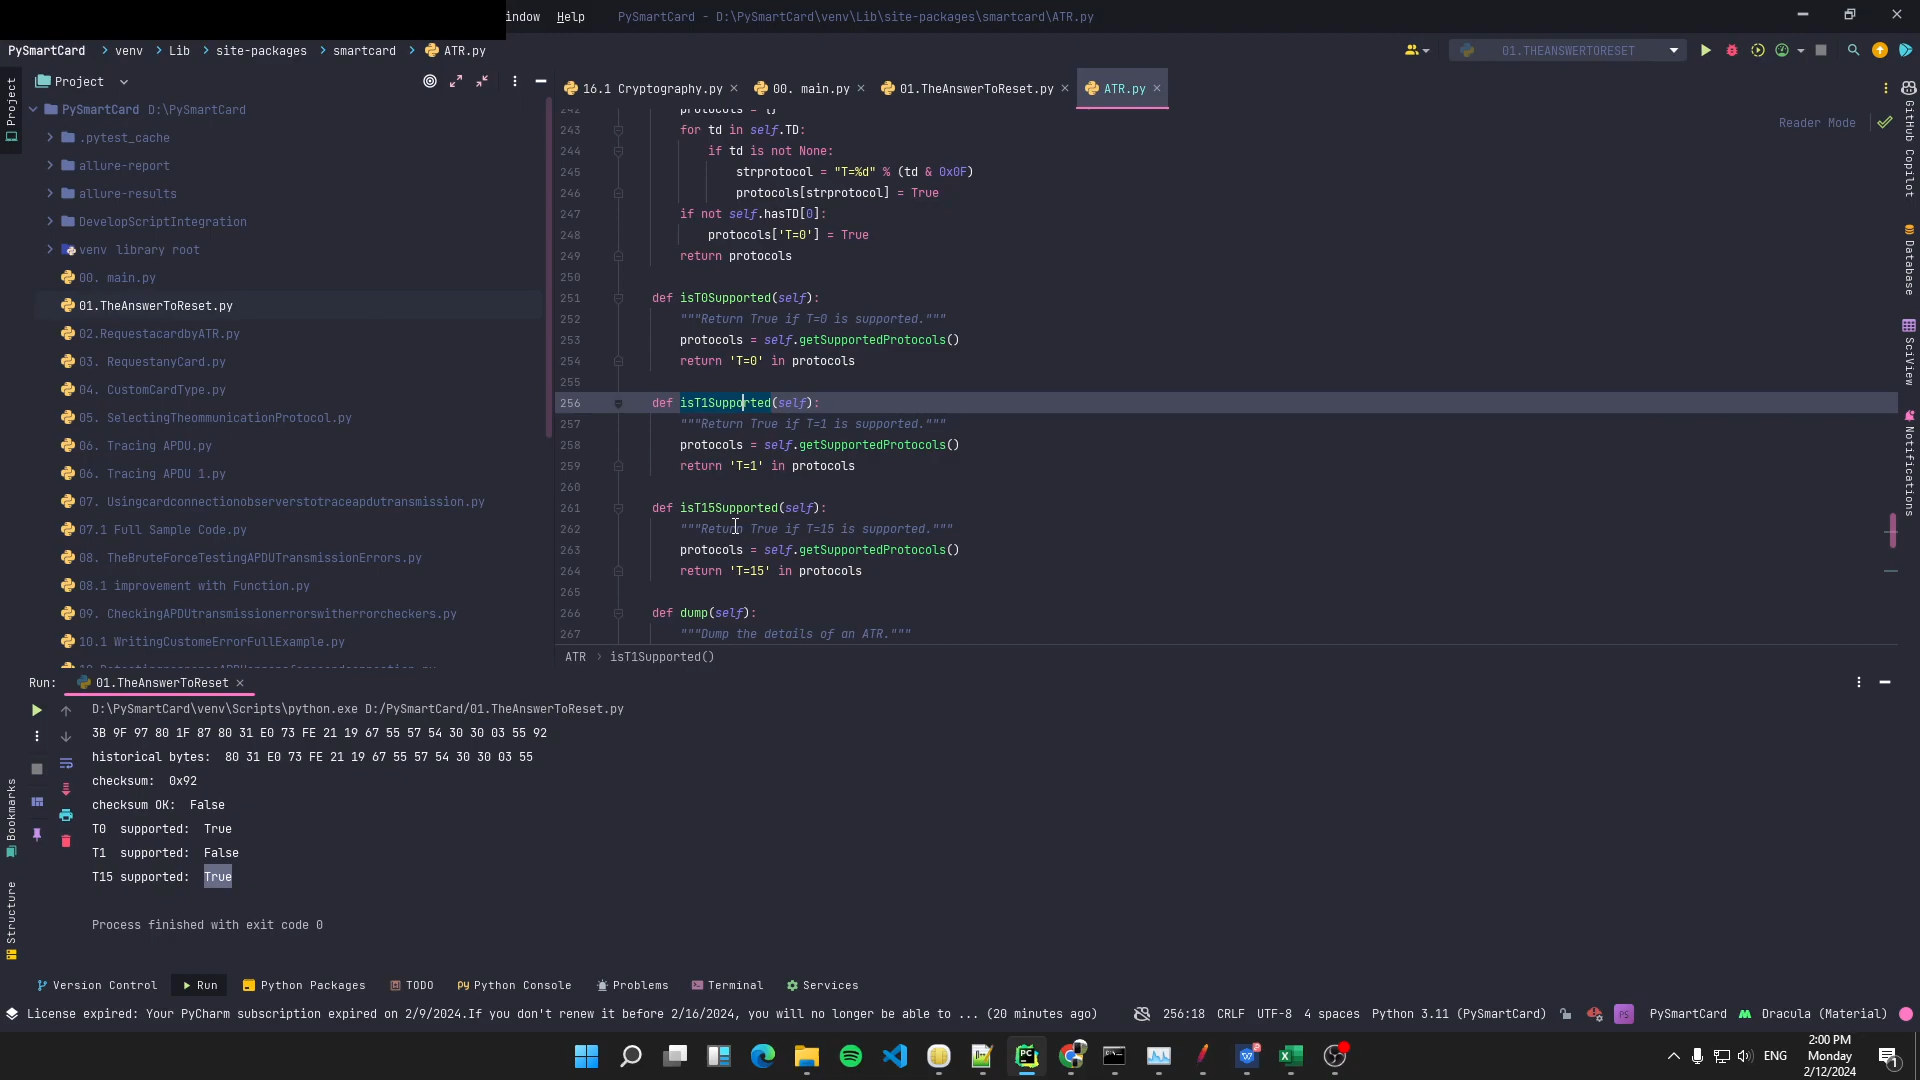 indow Help PySmartCard - D:\PySmartCard\venv\Lib\site-packages\smartcard\ATR.py
PySmartCard > venv > Lib > site-packages > smartcard > ATR.py
01.THEANSWERTORESET
Project
16.1 Cryptography.py
00. main.py
01.TheAnswerToReset.py
ATR.py
Project
PySmartCard D:\PySmartCard
.pytest_cache
allure-report
allure-results
DevelopScriptIntegration
venv library root
00. main.py
01.TheAnswerToReset.py
02.RequestacardbyATR.py
03. RequestanyCard.py
04. CustomCardType.py
05. SelectingTheommunicationProtocol.py
06. Tracing APDU.py
06. Tracing APDU 1.py
07. Usingcardconnectionobserverstotraceapdutransmission.py
07.1 Full Sample Code.py
08. TheBruteForceTestingAPDUTransmissionErrors.py
08.1 improvement with Function.py
09. CheckingAPDUtransmissionerrorswitherrorcheckers.py
10.1 WritingCustomeErrorFullExample.py
Reader Mode
242 protocols = {}
243 for td in self.TD:
244 if td is not None:
245 strprotocol = "T=%d" % (td & 0x0F)
246 protocols[strprotocol] = True
247 if not self.hasTD[0]:
248 protocols['T=0'] = True
249 return protocols
250
251 def isT0Supported(self):
252 """Return True if T=0 is supported."""
253 protocols = self.getSupportedProtocols()
254 return 'T=0' in protocols
255
256 def isT1Supported(self):
257 """Return True if T=1 is supported."""
258 protocols = self.getSupportedProtocols()
259 return 'T=1' in protocols
260
261 def isT15Supported(self):
262 """Return True if T=15 is supported."""
263 protocols = self.getSupportedProtocols()
264 return 'T=15' in protocols
265
266 def dump(self):
267 """Dump the details of an ATR."""
ATR > isT1Supported()
GitHub Copilot
Database
SciView
Notifications
Run: 01.TheAnswerToReset
D:\PySmartCard\venv\Scripts\python.exe D:/PySmartCard/01.TheAnswerToReset.py
3B 9F 97 80 1F 87 80 31 E0 73 FE 21 19 67 55 57 54 30 30 03 55 92
historical bytes: 80 31 E0 73 FE 21 19 67 55 57 54 30 30 03 55
checksum: 0x92
checksum OK: False
T0 supported: True
T1 supported: False
T15 supported: True
Process finished with exit code 0
Bookmarks
Structure
Version Control Run Python Packages TODO Python Console Problems Terminal Services
License expired: Your PyCharm subscription expired on 2/9/2024.If you don't renew it before 2/16/2024, you will no longer be able to ... (20 minutes ago) 256:18 CRLF UTF-8 4 spaces Python 3.11 (PySmartCard) PS PySmartCard Dracula (Material)
ENG
2:00 PM
Monday
2/12/2024
1